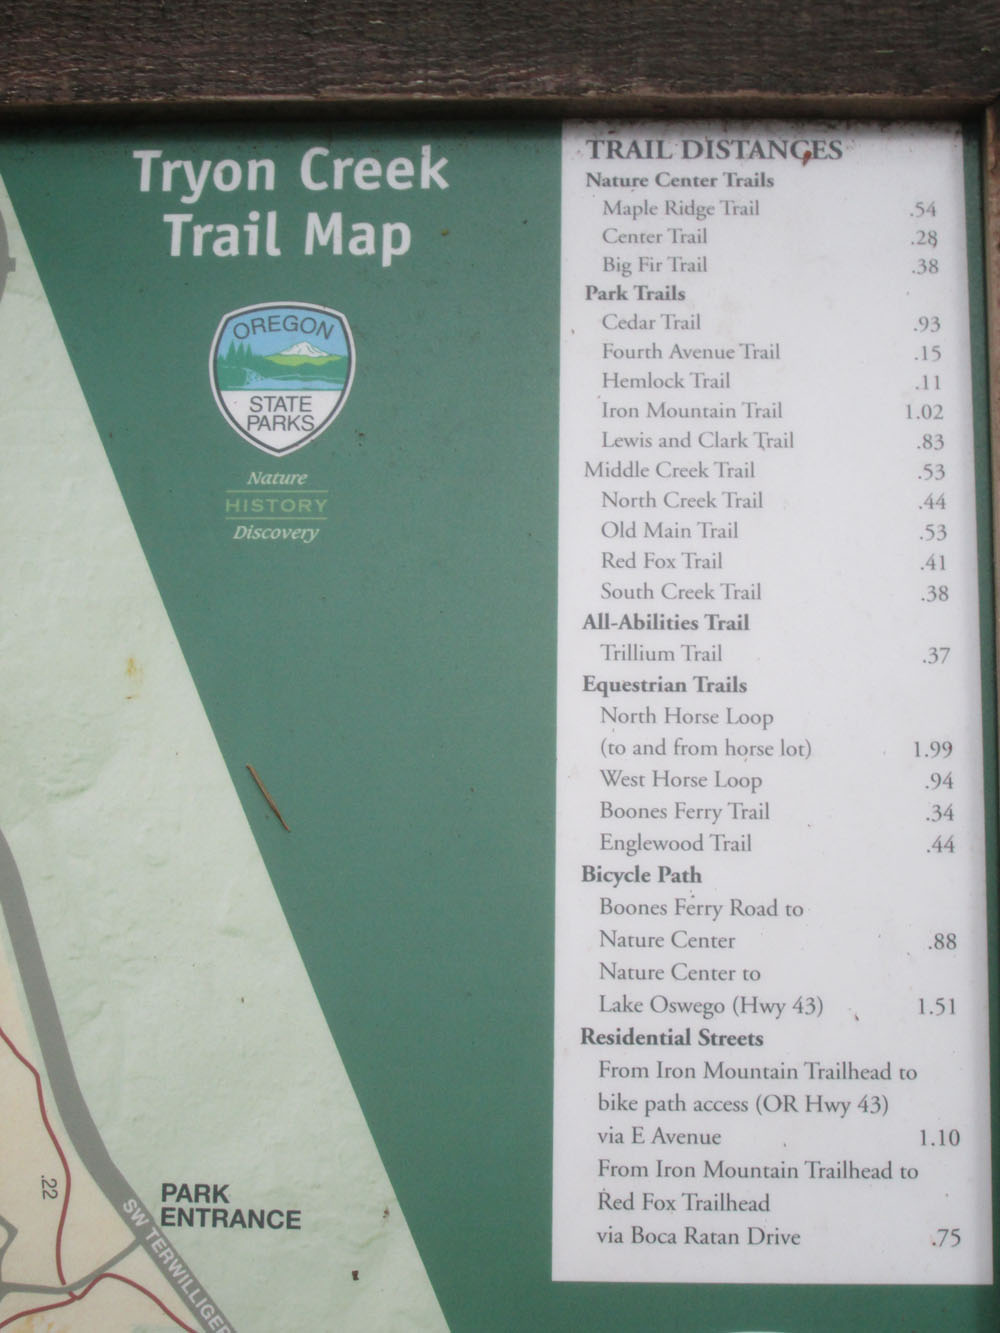 Tryon Creek
Trail Map
OREGON
STATE
PARKS
Nature
HISTORY
Discovery
TRAIL DISTANCES
Nature Center Trails
Maple Ridge Trail .54
Center Trail .28
Big Fir Trail .38
Park Trails
Cedar Trail .93
Fourth Avenue Trail .15
Hemlock Trail .11
Iron Mountain Trail 1.02
Lewis and Clark Trail .83
Middle Creek Trail .53
North Creek Trail .44
Old Main Trail .53
Red Fox Trail .41
South Creek Trail .38
All-Abilities Trail
Trillium Trail .37
Equestrian Trails
North Horse Loop
(to and from horse lot) 1.99
West Horse Loop .94
Boones Ferry Trail .34
Englewood Trail .44
Bicycle Path
Boones Ferry Road to
Nature Center .88
Nature Center to
Lake Oswego (Hwy 43) 1.51
Residential Streets
From Iron Mountain Trailhead to
bike path access (OR Hwy 43)
via E Avenue 1.10
From Iron Mountain Trailhead to
Red Fox Trailhead
via Boca Ratan Drive .75
.22
PARK
ENTRANCE
SW TERWILLIGER